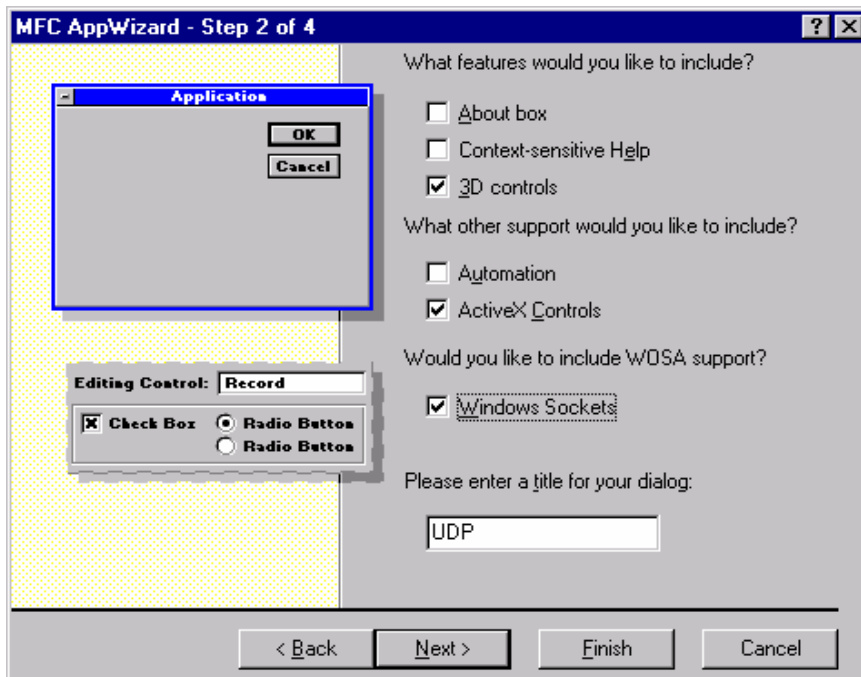 MFC AppWizard - Step 2 of 4
What features would you like to include?
Application
OK
Cancel
About box
Context-sensitive Help
3D controls
What other support would you like to include?
Automation
ActiveX Controls
Would you like to include WOSA support?
Editing Control: Record
Check Box Radio Button
Radio Button
Windows Sockets
Please enter a title for your dialog:
UDP
< Back Next > Finish Cancel